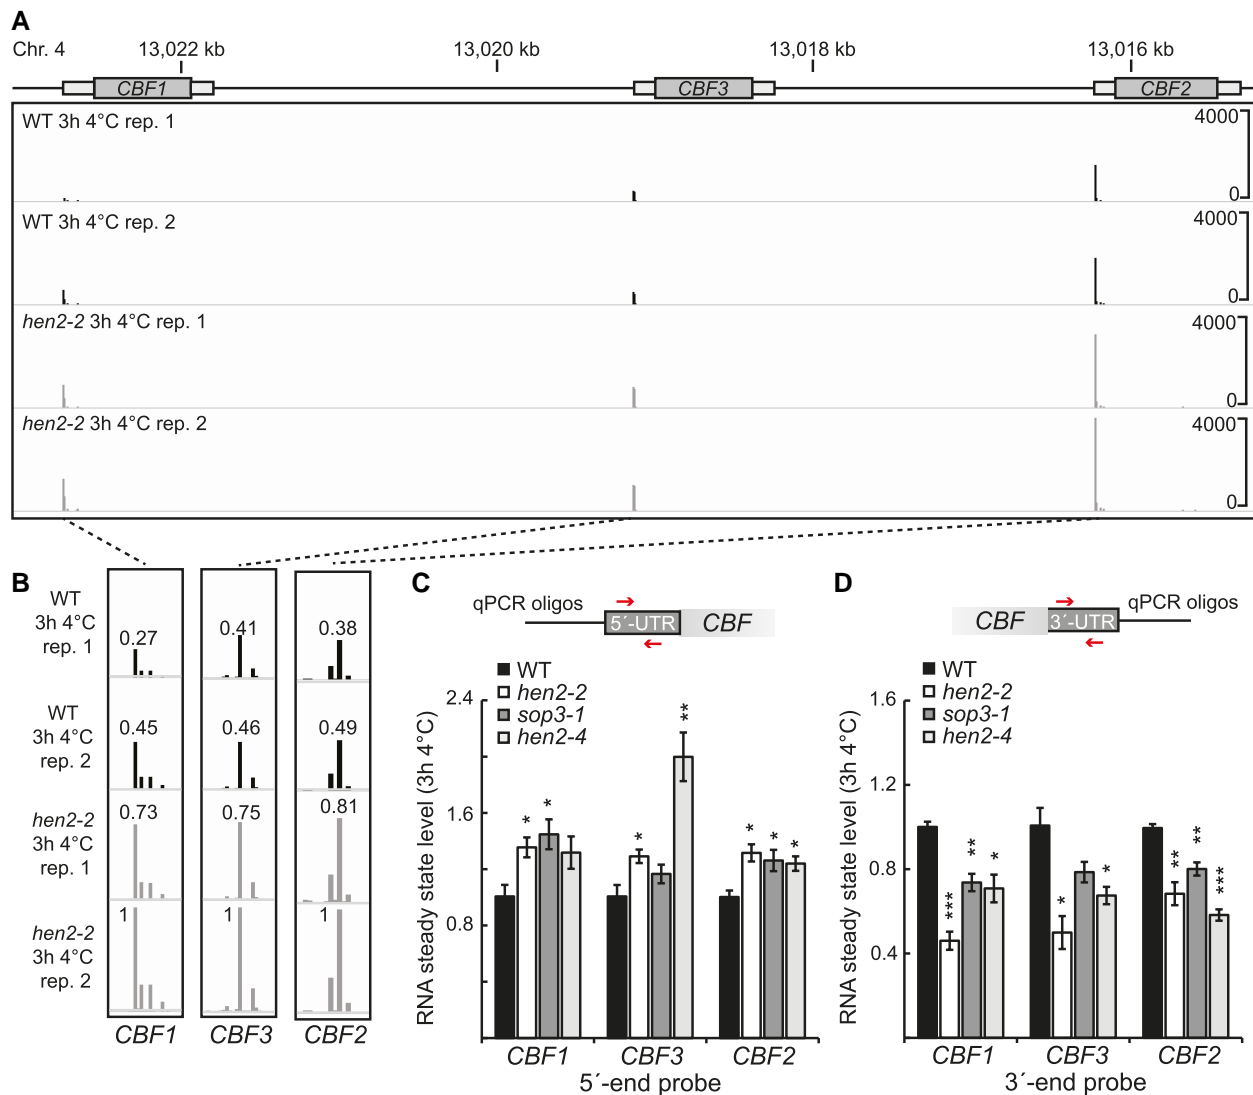 A
Chr. 4
13,022 kb
13,020 kb
13,018 kb
13,016 kb
CBF1
CBF3
CBF2
WT 3h 4°C rep. 1
4000
0
WT 3h 4°C rep. 2
4000
0
hen2-2 3h 4°C rep. 1
4000
0
hen2-2 3h 4°C rep. 2
4000
0
B
WT
3h 4°C
rep. 1
0.27
0.41
0.38
WT
3h 4°C
rep. 2
0.45
0.46
0.49
hen2-2
3h 4°C
rep. 1
0.73
0.75
0.81
hen2-2
3h 4°C
rep. 2
1
1
1
CBF1
CBF3
CBF2
C
qPCR oligos
5´-UTR
CBF
WT
hen2-2
sop3-1
hen2-4
RNA steady state level (3h 4°C)
2.4
1.6
0.8
*
*
*
**
*
*
*
CBF1
CBF3
CBF2
5´-end probe
D
CBF
3´-UTR
qPCR oligos
WT
hen2-2
sop3-1
hen2-4
RNA steady state level (3h 4°C)
1.6
1.2
0.8
0.4
***
**
*
*
*
**
**
***
CBF1
CBF3
CBF2
3´-end probe